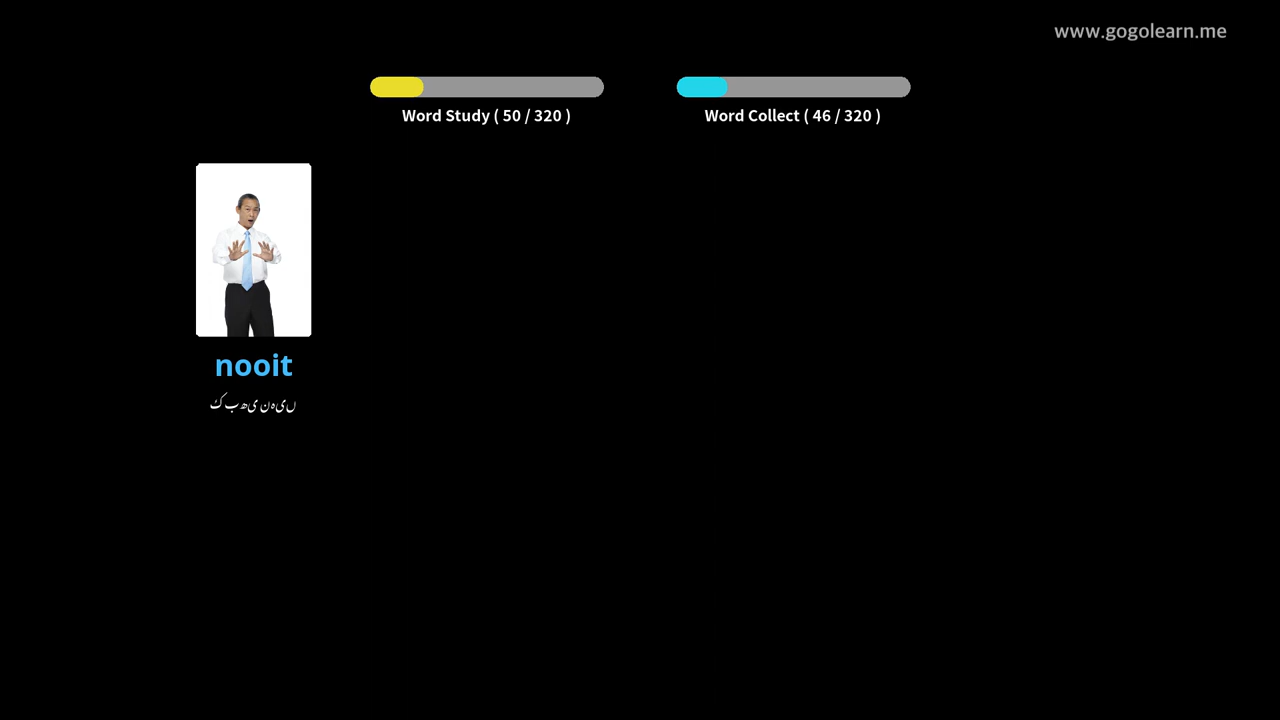 www.gogolearn.me
Word Study ( 50 / 320 )
Word Collect ( 46 / 320 )
nooit
کبھی نہیں